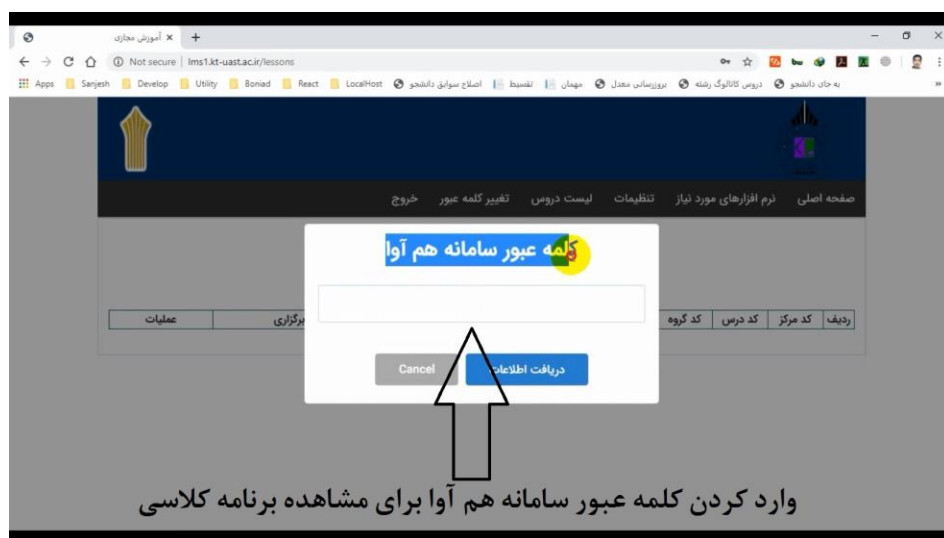 آموزش مجازی
Not secure | lms1.kt-uast.ac.ir/lessons
Apps Sanjesh Develop Utility Boniad React LocalHost اصلاح سوابق دانشجو تقسیط مهمان بروزرسانی معدل دروس کاتالوگ رشته به جای دانشجو
صفحه اصلی نرم افزارهای مورد نیاز تنظیمات لیست دروس تغییر کلمه عبور خروج
کلمه عبور سامانه هم آوا
ردیف کد مرکز کد درس کد گروه برگزاری عملیات
دریافت اطلاعات Cancel
وارد کردن کلمه عبور سامانه هم آوا برای مشاهده برنامه کلاسی